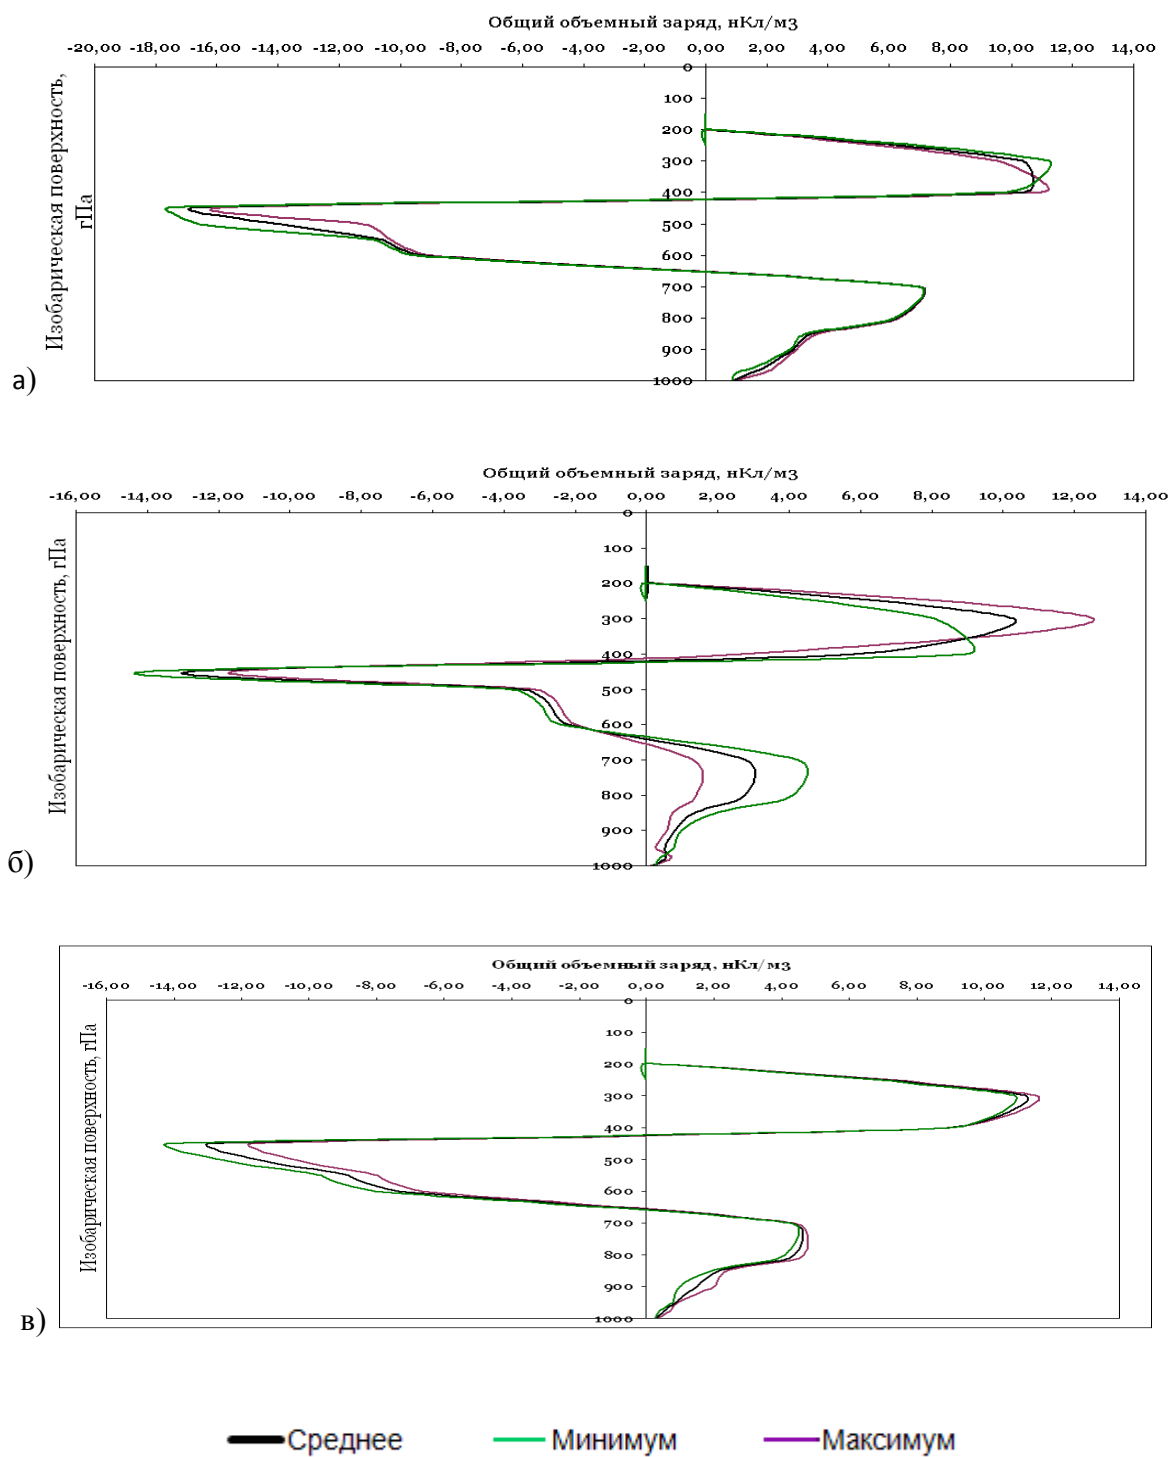 Общий объемный заряд, нКл/м3
-20,00 -18,00 -16,00 -14,00 -12,00 -10,00 -8,00 -6,00 -4,00 -2,00 0,00 2,00 4,00 6,00 8,00 10,00 12,00 14,00
Изобарическая поверхность,
гПа
0
100
200
300
400
500
600
700
800
900
1000
а)
Общий объемный заряд, нКл/м3
-16,00 -14,00 -12,00 -10,00 -8,00 -6,00 -4,00 -2,00 0,00 2,00 4,00 6,00 8,00 10,00 12,00 14,00
Изобарическая поверхность, гПа
0
100
200
300
400
500
600
700
800
900
1000
б)
Общий объемный заряд, нКл/м3
-16,00 -14,00 -12,00 -10,00 -8,00 -6,00 -4,00 -2,00 0,00 2,00 4,00 6,00 8,00 10,00 12,00 14,00
Изобарическая поверхность, гПа
0
100
200
300
400
500
600
700
800
900
1000
в)
Среднее Минимум Максимум